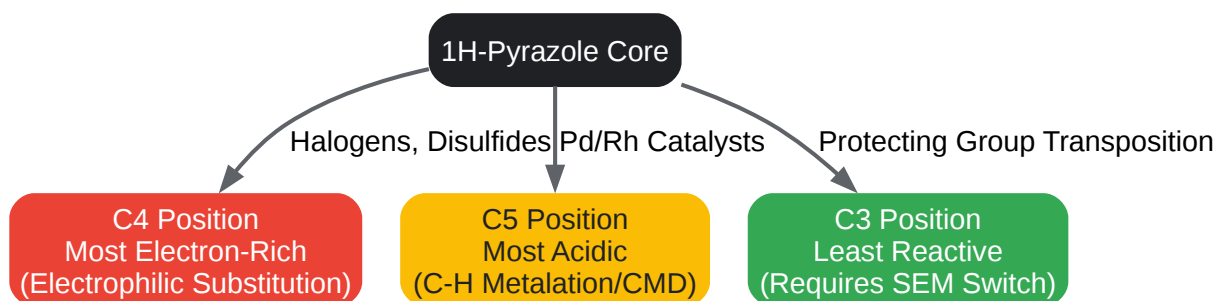 1H-Pyrazole Core
Halogens, Disulfides
Pd/Rh Catalysts
Protecting Group Transposition
C4 Position
Most Electron-Rich
(Electrophilic Substitution)
C5 Position
Most Acidic
(C-H Metalation/CMD)
C3 Position
Least Reactive
(Requires SEM Switch)